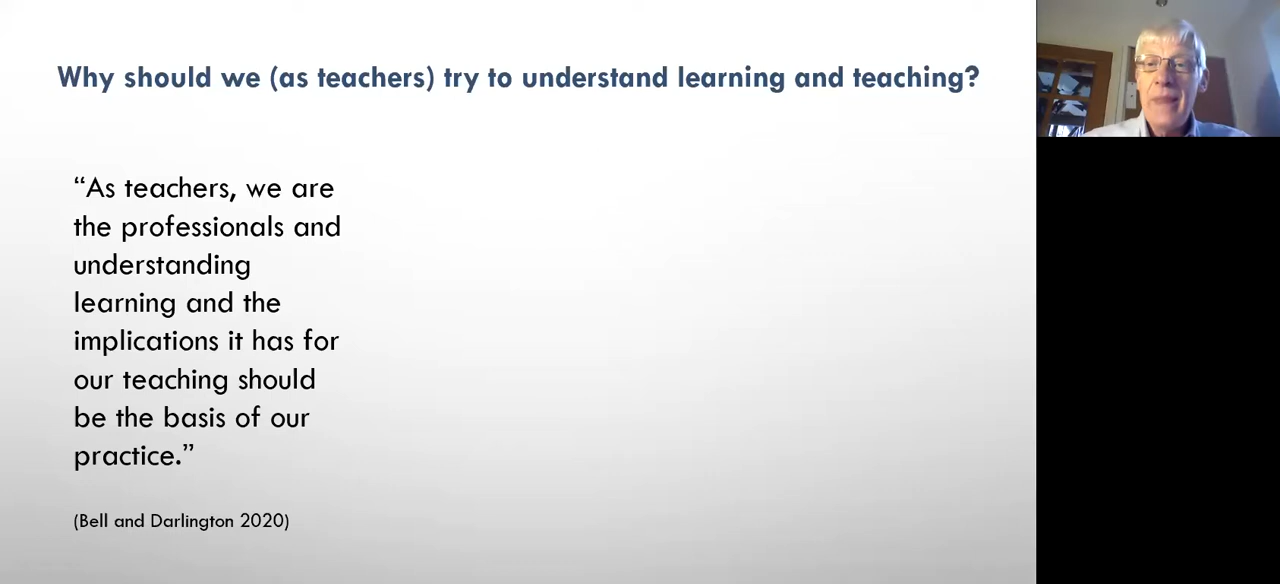 Why should we (as teachers) try to understand learning and teaching?
“As teachers, we are
the professionals and
understanding
learning and the
implications it has for
our teaching should
be the basis of our
practice.”
(Bell and Darlington 2020)